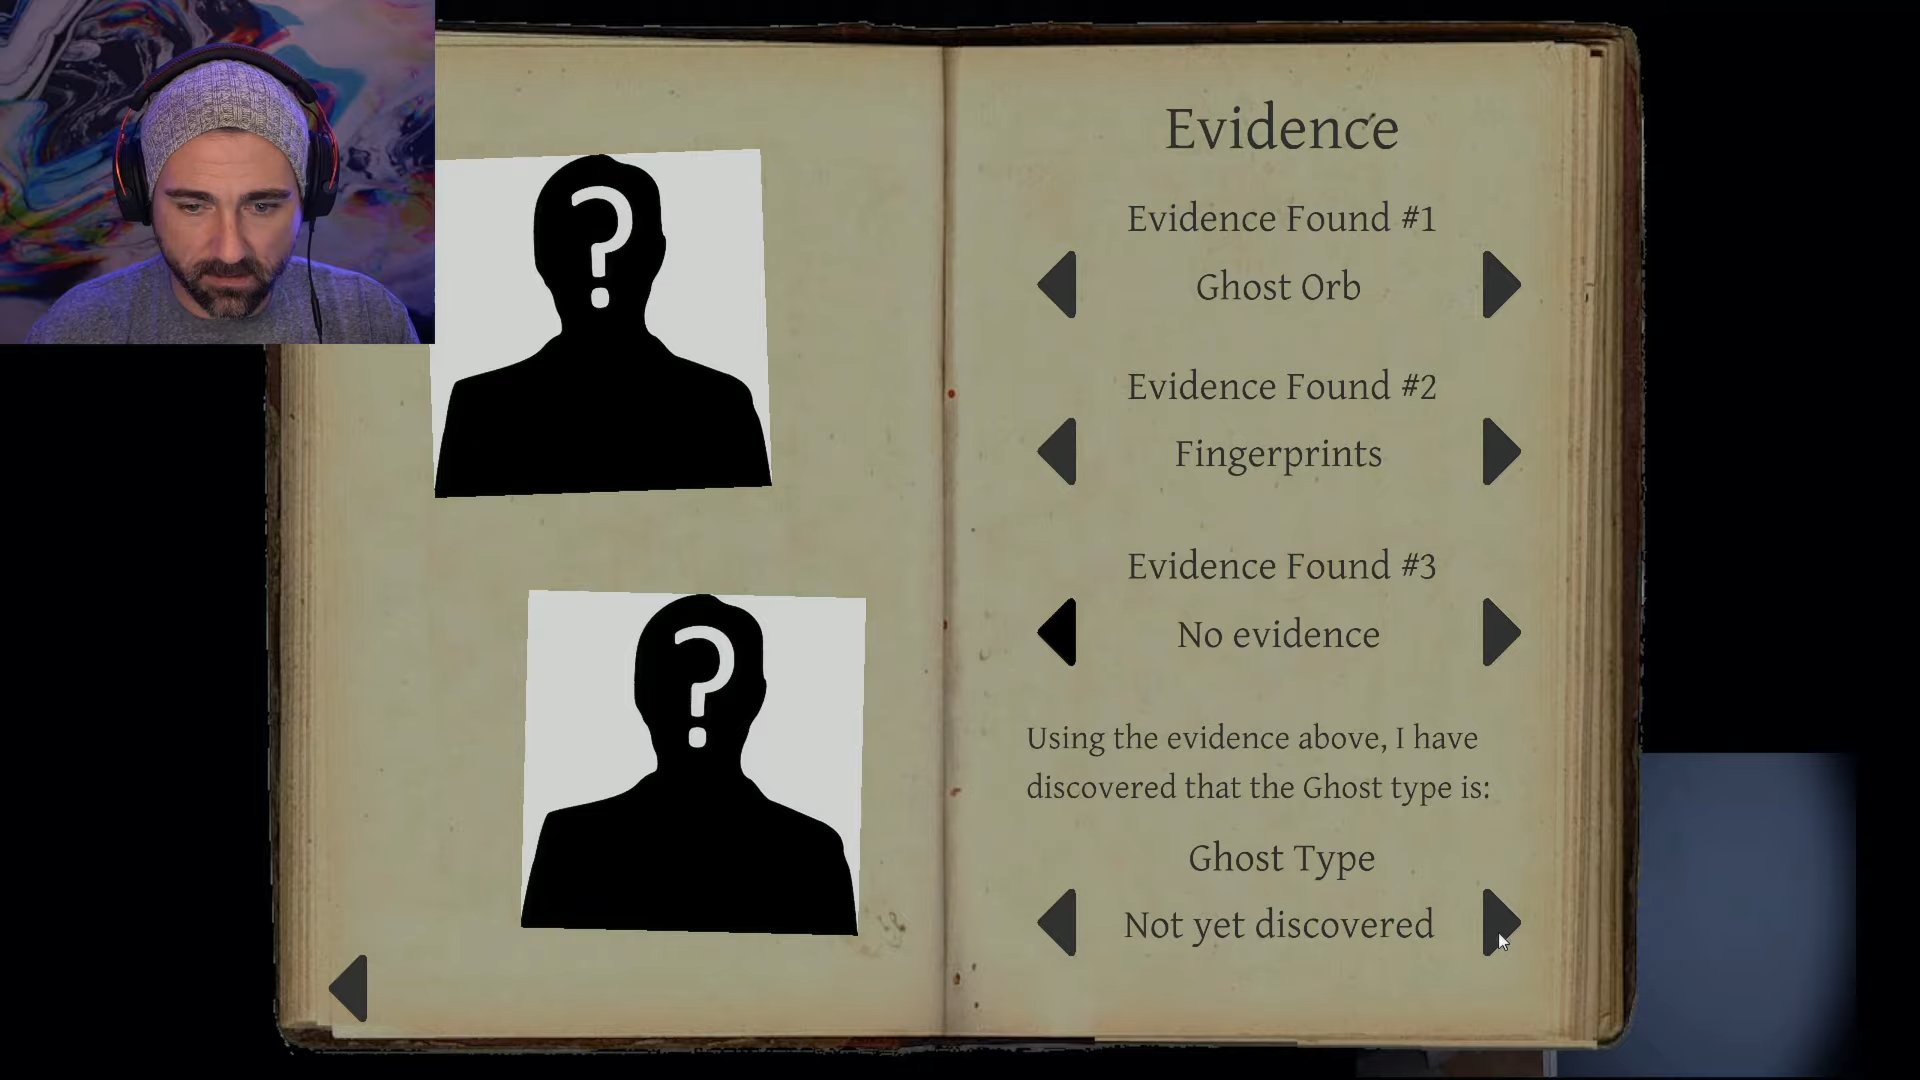 Evidence
Evidence Found #1
Ghost Orb
Evidence Found #2
Fingerprints
Evidence Found #3
No evidence
Using the evidence above, I have
discovered that the Ghost type is:
Ghost Type
Not yet discovered
?
?